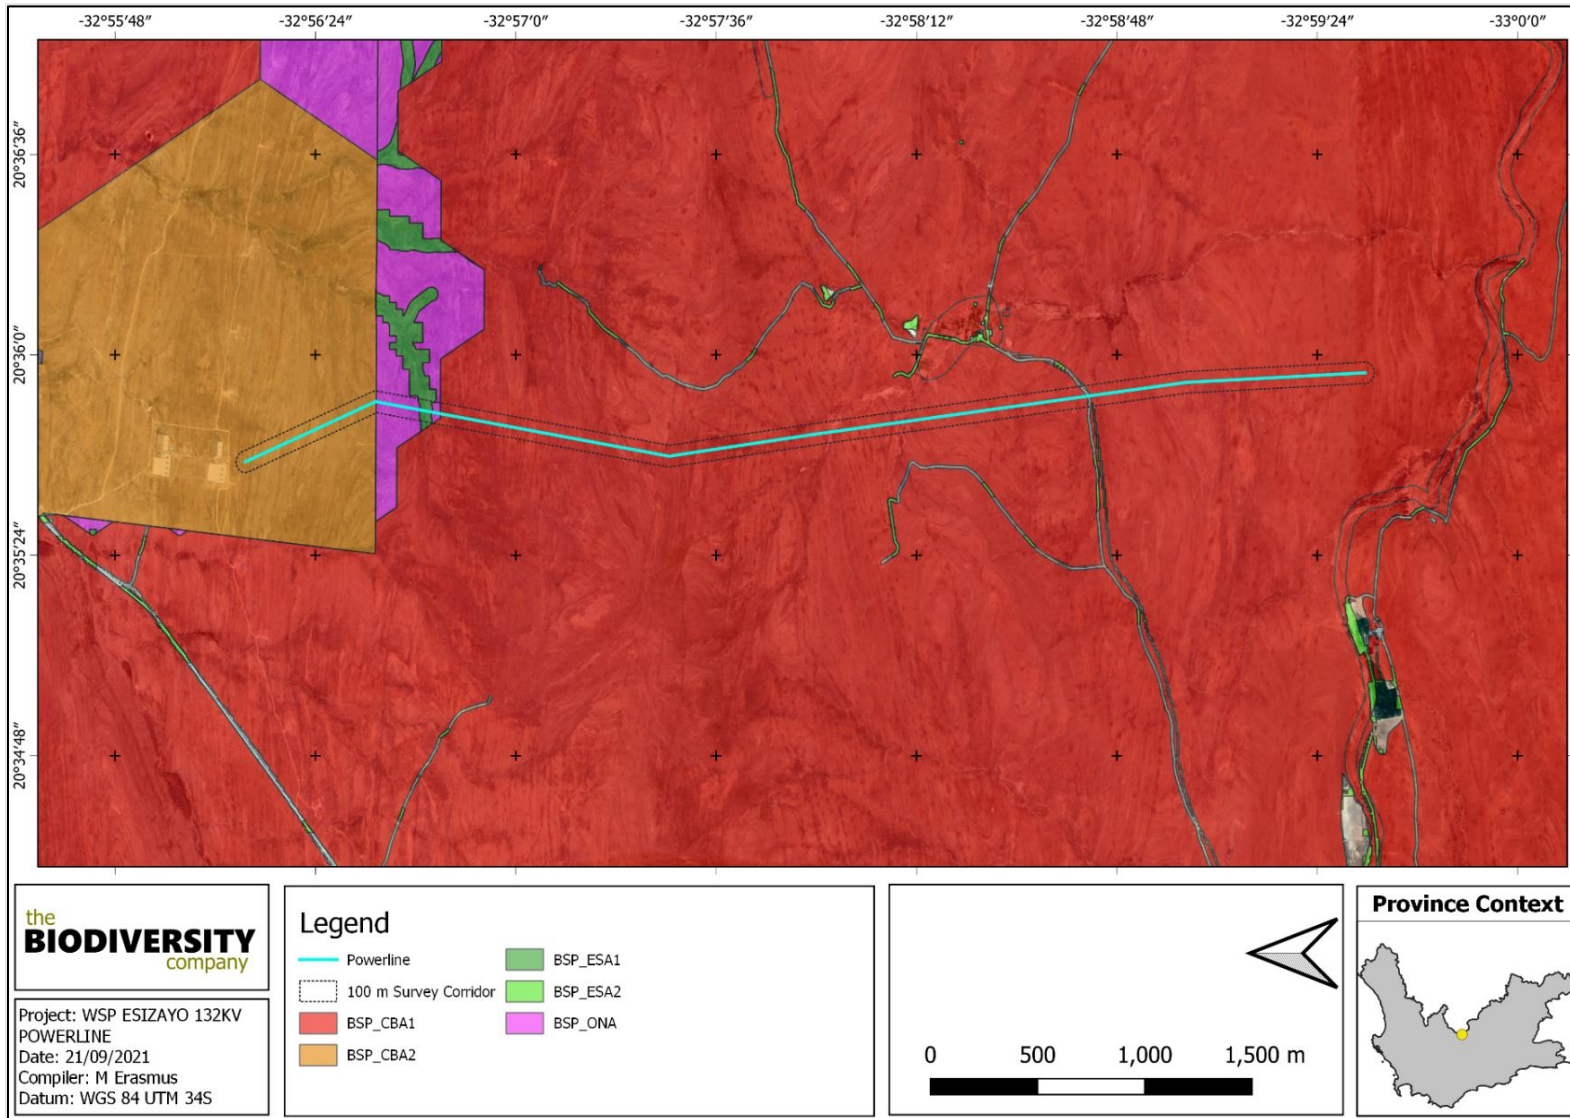 -32°55′48″ -32°56′24″ -32°57′0″ -32°57′36″ -32°58′12″ -32°58′48″ -32°59′24″ -33°0′0″
20°36′36″
20°36′0″
20°35′24″
20°34′48″
the
BIODIVERSITY
company
Project: WSP ESIZAYO 132KV
POWERLINE
Date: 21/09/2021
Compiler: M Erasmus
Datum: WGS 84 UTM 34S
Legend
Powerline
100 m Survey Corridor
BSP_CBA1
BSP_CBA2
BSP_ESA1
BSP_ESA2
BSP_ONA
0 500 1,000 1,500 m
Province Context